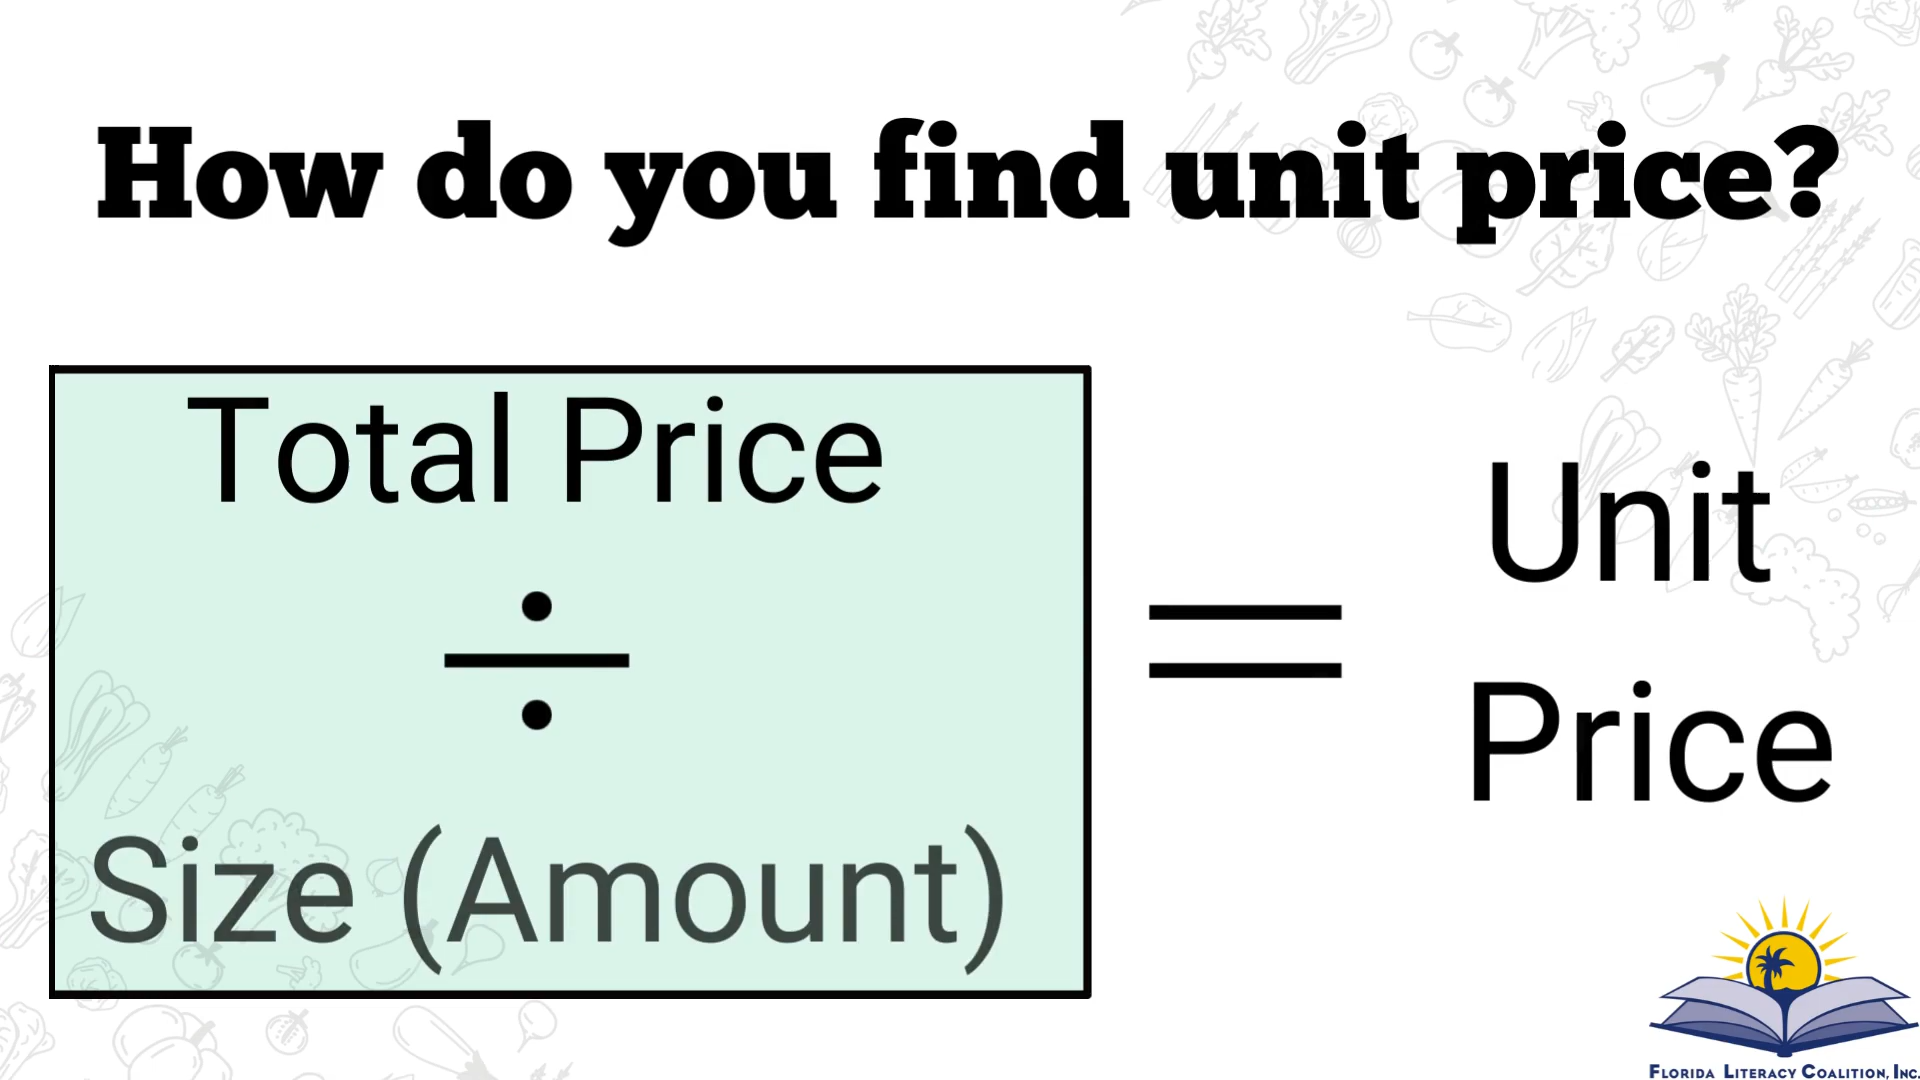 How do you find unit price?
Total Price
÷
Size (Amount)
=
Unit
Price
FLORIDA LITERACY COALITION, INC.